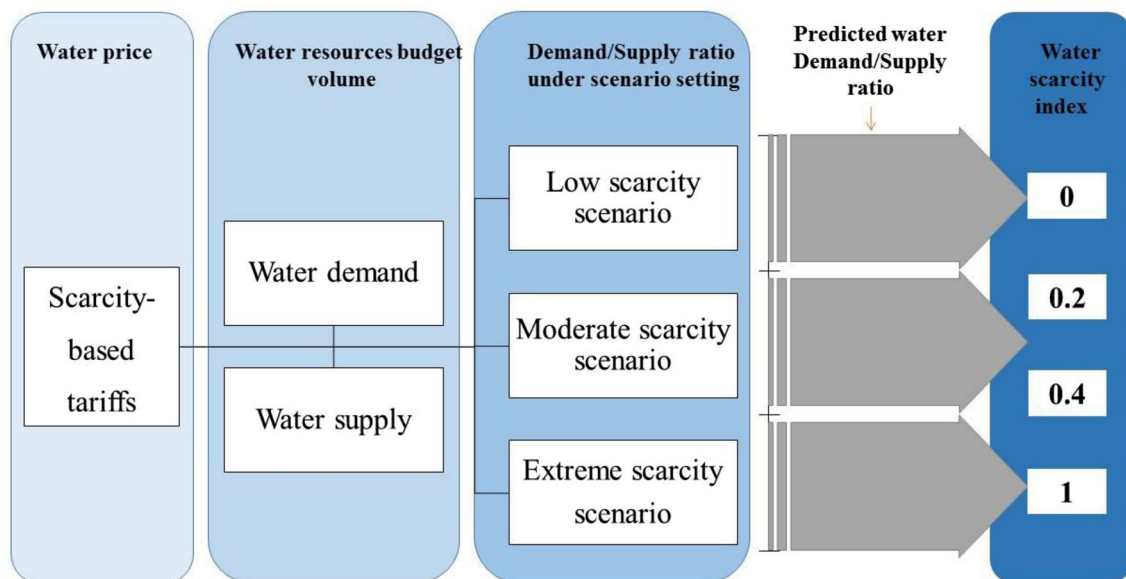 Water price
Water resources budget
volume
Demand/Supply ratio
under scenario setting
Predicted water
Demand/Supply
ratio
Water
scarcity
index
Scarcity-
based
tariffs
Water demand
Water supply
Low scarcity
scenario
Moderate scarcity
scenario
Extreme scarcity
scenario
0
0.2
0.4
1